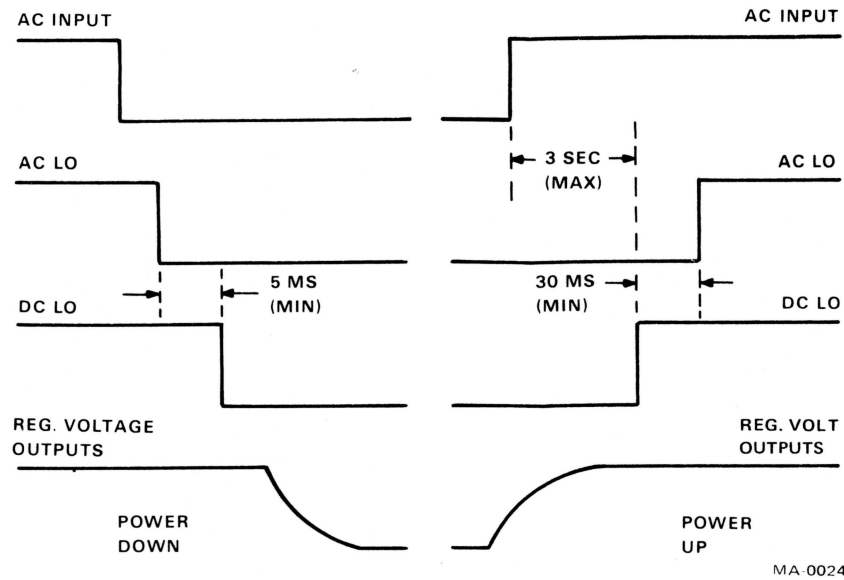 AC INPUT
AC INPUT
3 SEC
(MAX)
AC LO
AC LO
5 MS
(MIN)
30 MS
(MIN)
DC LO
DC LO
REG. VOLTAGE
OUTPUTS
REG. VOLT
OUTPUTS
POWER
DOWN
POWER
UP
MA-0024